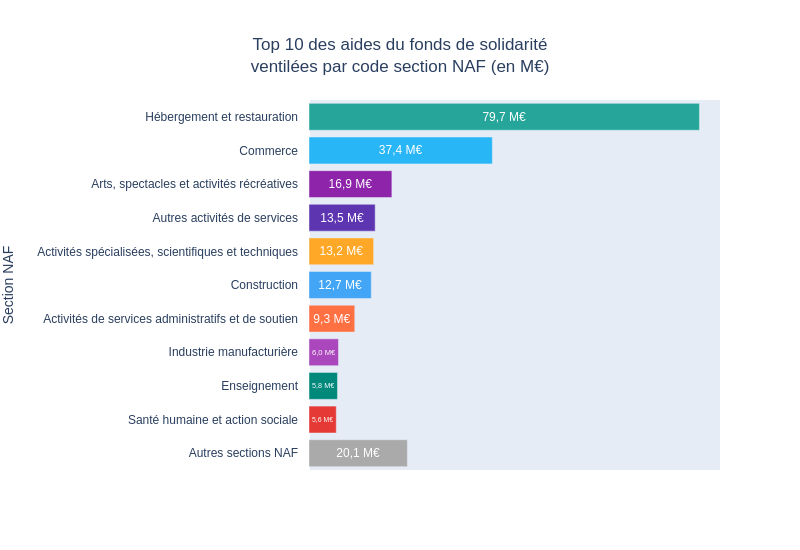 Top 10 des aides du fonds de solidarité
ventilées par code section NAF (en M€)
Section NAF
Hébergement et restauration 79,7 M€
Commerce 37,4 M€
Arts, spectacles et activités récréatives 16,9 M€
Autres activités de services 13,5 M€
Activités spécialisées, scientifiques et techniques 13,2 M€
Construction 12,7 M€
Activités de services administratifs et de soutien 9,3 M€
Industrie manufacturière 6,0 M€
Enseignement 5,8 M€
Santé humaine et action sociale 5,6 M€
Autres sections NAF 20,1 M€